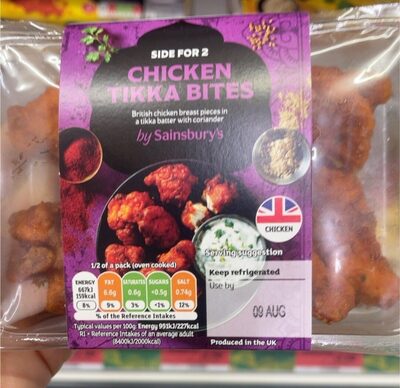 SIDE FOR 2
CHICKEN
TIKKA BITES
British chicken breast pieces in
a tikka batter with coriander
by Sainsbury's
CHICKEN
Serving suggestion
1/2 of a pack (oven cooked)
ENERGY
667kJ
159kcal
8%
FAT
6.6g
9%
SATURATES
0.6g
3%
SUGARS
<0.5g
<1%
SALT
0.74g
12%
% of the Reference Intakes
Typical values per 100g: Energy 951kJ/227kcal
RI = Reference Intakes of an average adult
(8400kJ/2000kcal)
Keep refrigerated
Use by
09 AUG
Produced in the UK